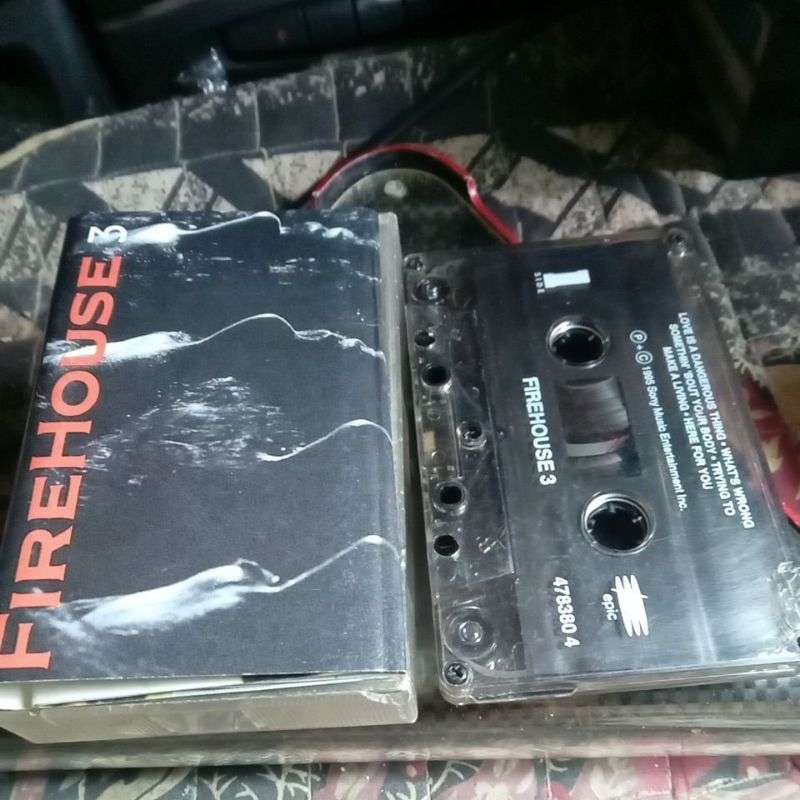 FIREHOUSE 3
SIDE 1
LOVE IS A DANGEROUS THING • WHAT'S WRONG
SOMETHIN' 'BOUT YOUR BODY • TRYING TO
MAKE A LIVING • HERE FOR YOU
Ⓟ + © 1995 Sony Music Entertainment Inc.
FIREHOUSE 3
epic
478380 4